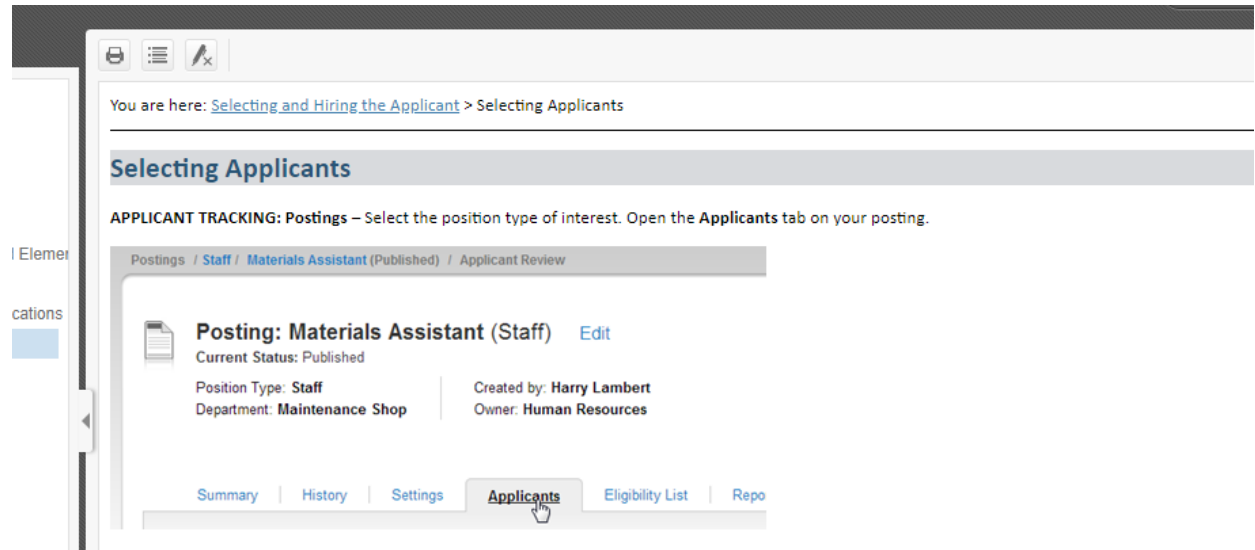 You are here: Selecting and Hiring the Applicant > Selecting Applicants
Selecting Applicants
APPLICANT TRACKING: Postings – Select the position type of interest. Open the Applicants tab on your posting.
l Elemer
cations
Postings / Staff / Materials Assistant (Published) / Applicant Review
Posting: Materials Assistant (Staff) Edit
Current Status: Published
Position Type: Staff Created by: Harry Lambert
Department: Maintenance Shop Owner: Human Resources
Summary History Settings Applicants Eligibility List Repo